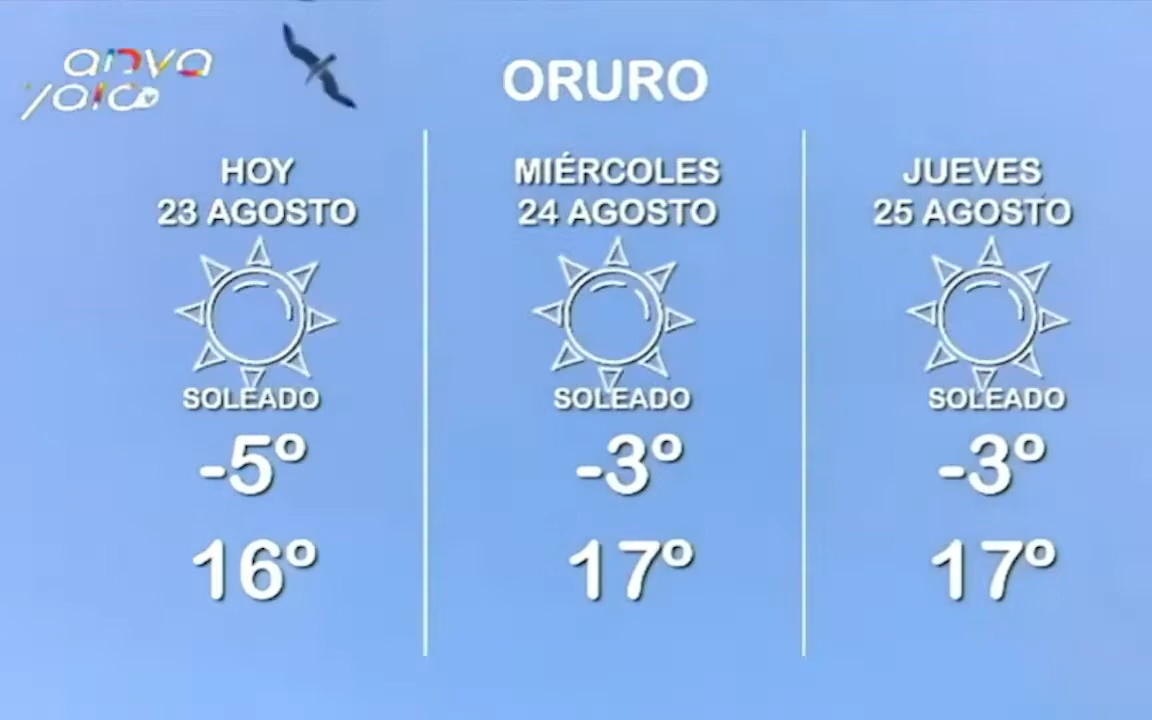 ORURO
HOY
23 AGOSTO
SOLEADO
-5º
16º
MIÉRCOLES
24 AGOSTO
SOLEADO
-3º
17º
JUEVES
25 AGOSTO
SOLEADO
-3º
17º